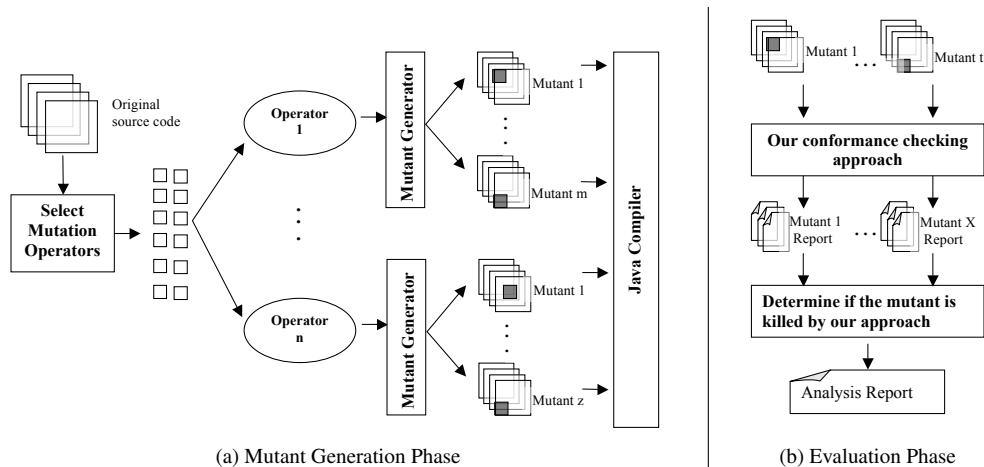 Original
source code
Select
Mutation
Operators
Operator
1
Mutant Generator
Mutant 1
Mutant m
Operator
n
Mutant Generator
Mutant 1
Mutant z
Java Compiler
(a) Mutant Generation Phase
Mutant 1
Mutant t
Our conformance checking
approach
Mutant 1
Report
Mutant X
Report
Determine if the mutant is
killed by our approach
Analysis Report
(b) Evaluation Phase